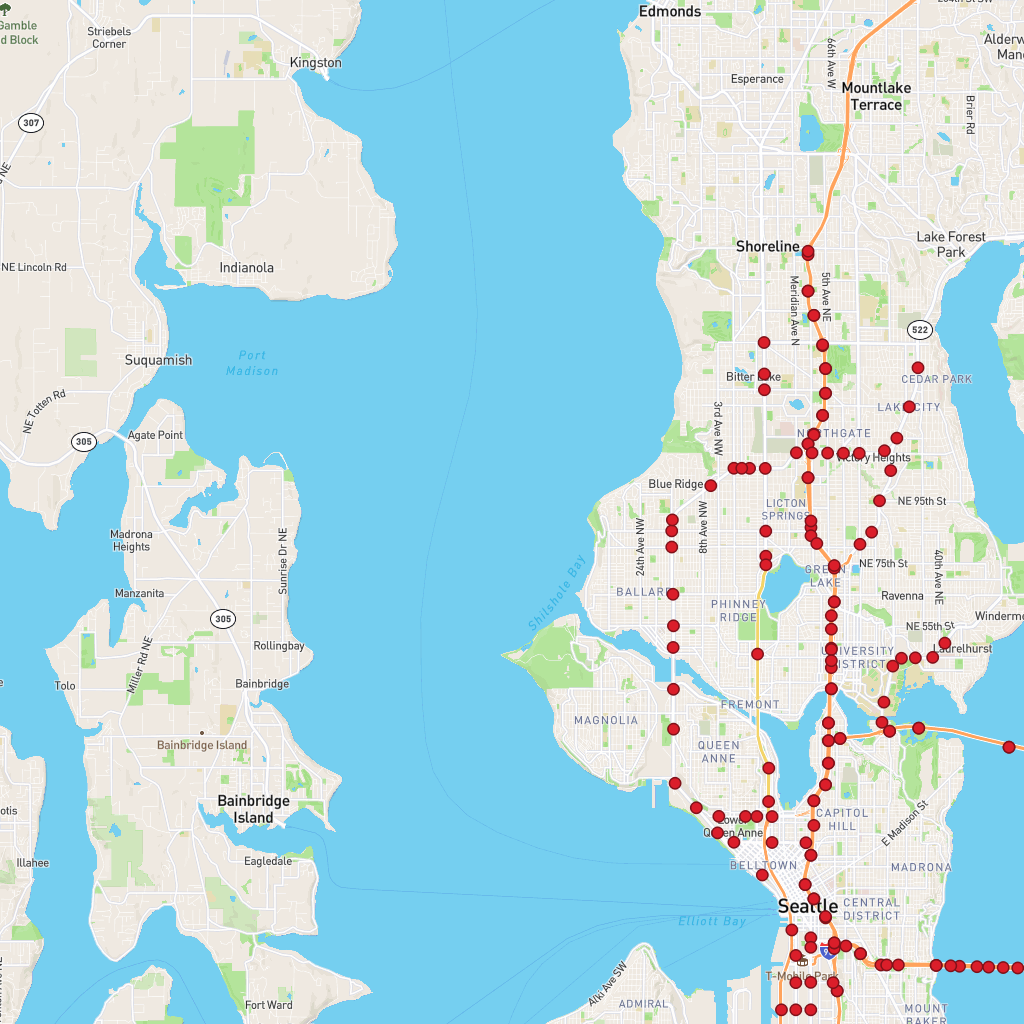 Edmonds
204th St SW
Gamble
d Block
Striebels
Corner
Kingston
66th Ave W
Esperance
Alderw
Man
Mountlake
Terrace
Brier Rd
307
NE
Lake Forest
Park
Shoreline
NE Lincoln Rd
Indianola
Meridian Ave N
5th Ave NE
522
Suquamish
Port
Madison
Bitter Lake
CEDAR PARK
NE Totten Rd
LAKE CITY
3rd Ave NW
305
Agate Point
NORTHGATE
Victory Heights
Blue Ridge
LICTON
SPRINGS
NE 95th St
24th Ave NW
8th Ave NW
Madrona
Heights
Sunrise Dr NE
NE 75th St
40th Ave NE
GREEN
LAKE
Shilshole Bay
Manzanita
BALLARD
PHINNEY
RIDGE
Ravenna
305
Winderme
NE 55th St
Miller Rd NE
Rollingbay
UNIVERSITY
DISTRICT
Laurelhurst
Tolo
Bainbridge
FREMONT
MAGNOLIA
Bainbridge Island
QUEEN
ANNE
Bainbridge
Island
otis
CAPITOL
HILL
Lower
Queen Anne
E Madison St
Illahee
Eagledale
BELLTOWN
MADRONA
Seattle
CENTRAL
DISTRICT
Elliott Bay
T-Mobile Park
Alki Ave SW
Fort Ward
ADMIRAL
MOUNT
BAKER